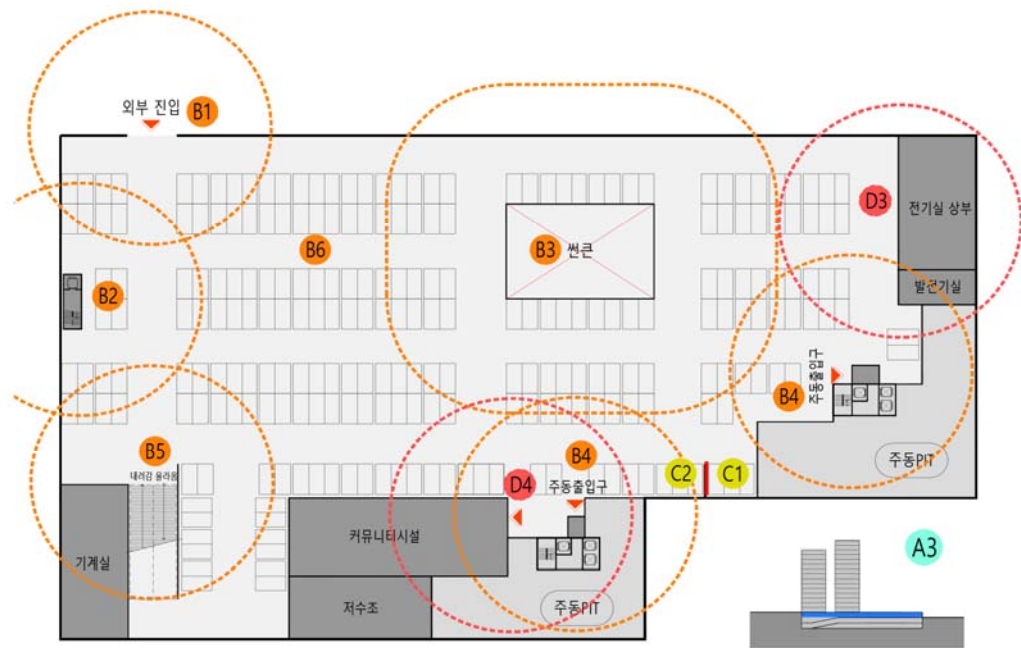 외부 진입 B1
D3
전기실 상부
B6
B3 썬큰
B2
발전기실
주동출입구
B4
B5
내려감 올라옴
B4
주동출입구
D4
C2
C1
주동PIT
커뮤니티시설
기계실
A3
저수조
주동PIT